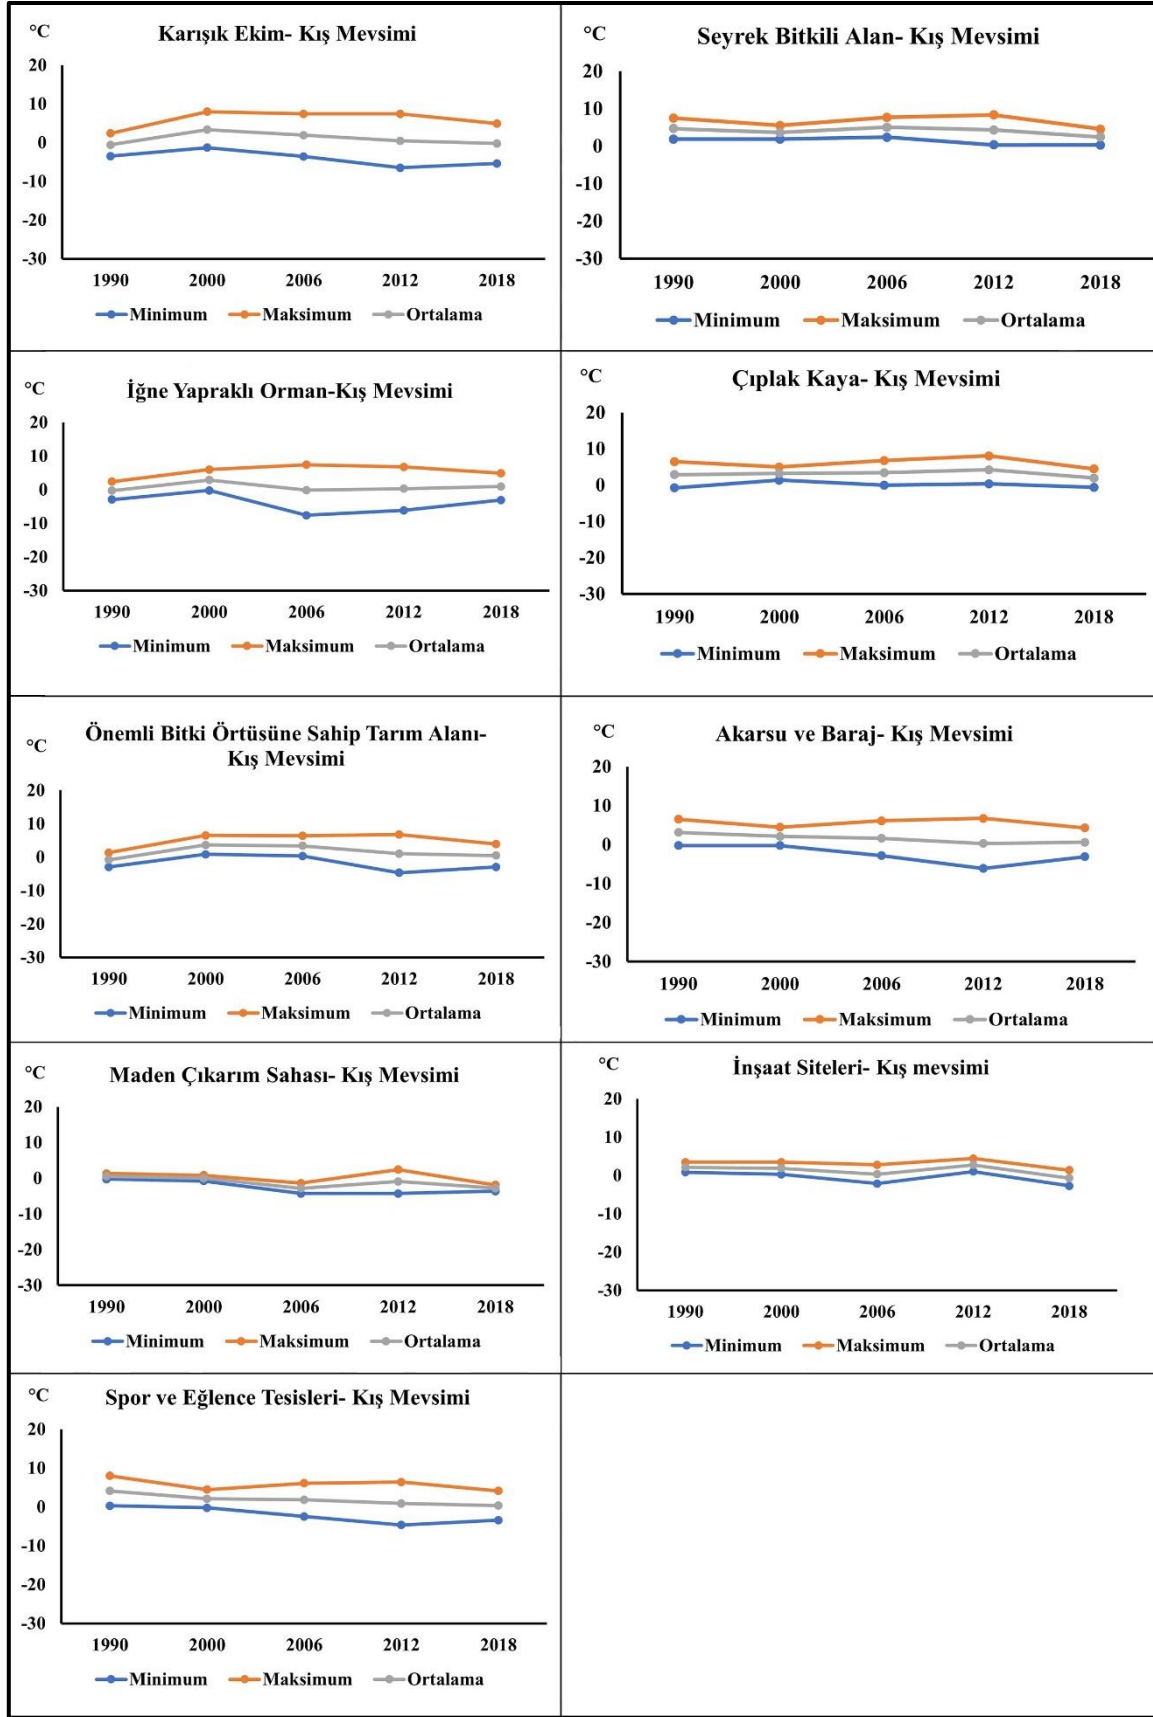 °C
Karışık Ekim- Kış Mevsimi
20
10
0
-10
-20
-30
1990 2000 2006 2012 2018
Minimum Maksimum Ortalama
°C
Seyrek Bitkili Alan- Kış Mevsimi
20
10
0
-10
-20
-30
1990 2000 2006 2012 2018
Minimum Maksimum Ortalama
°C
İğne Yapraklı Orman-Kış Mevsimi
20
10
0
-10
-20
-30
1990 2000 2006 2012 2018
Minimum Maksimum Ortalama
°C
Çıplak Kaya- Kış Mevsimi
20
10
0
-10
-20
-30
1990 2000 2006 2012 2018
Minimum Maksimum Ortalama
°C
Önemli Bitki Örtüsüne Sahip Tarım Alanı-
Kış Mevsimi
20
10
0
-10
-20
-30
1990 2000 2006 2012 2018
Minimum Maksimum Ortalama
°C
Akarsu ve Baraj- Kış Mevsimi
20
10
0
-10
-20
-30
1990 2000 2006 2012 2018
Minimum Maksimum Ortalama
°C
Maden Çıkarım Sahası- Kış Mevsimi
20
10
0
-10
-20
-30
1990 2000 2006 2012 2018
Minimum Maksimum Ortalama
°C
İnşaat Siteleri- Kış mevsimi
20
10
0
-10
-20
-30
1990 2000 2006 2012 2018
Minimum Maksimum Ortalama
°C
Spor ve Eğlence Tesisleri- Kış Mevsimi
20
10
0
-10
-20
-30
1990 2000 2006 2012 2018
Minimum Maksimum Ortalama